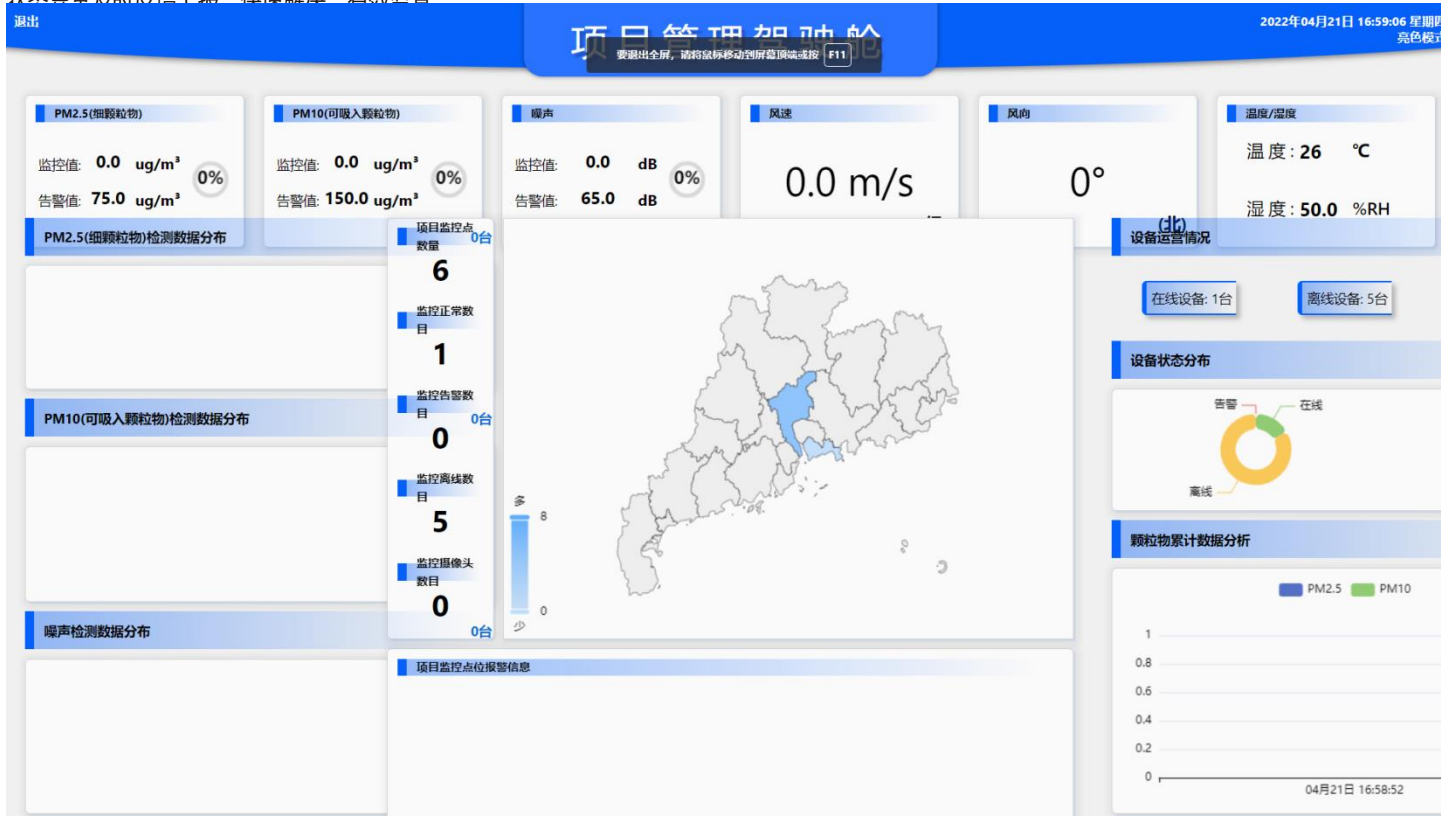 退出
项目管理驾驶舱
要退出全屏，请将鼠标移动到屏幕顶端或按 F11
2022年04月21日 16:59:06 星期四
亮色模式
PM2.5(细颗粒物)
监控值: 0.0 ug/m³
告警值: 75.0 ug/m³
0%
PM10(可吸入颗粒物)
监控值: 0.0 ug/m³
告警值: 150.0 ug/m³
0%
噪声
监控值: 0.0 dB
告警值: 65.0 dB
0%
风速
0.0 m/s
风向
0°
(北)
温度/湿度
温度: 26 ℃
湿度: 50.0 %RH
PM2.5(细颗粒物)检测数据分布
0台
PM10(可吸入颗粒物)检测数据分布
0台
噪声检测数据分布
0台
项目监控点
数量
6
监控正常数
目
1
监控告警数
目
0
监控离线数
目
5
监控摄像头
数目
0
多
8
0
少
项目监控点位报警信息
设备运营情况
在线设备: 1台
离线设备: 5台
设备状态分布
告警
在线
离线
颗粒物累计数据分析
PM2.5 PM10
1
0.8
0.6
0.4
0.2
0
04月21日 16:58:52